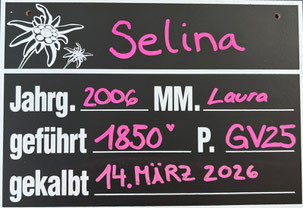 Selina
Jahrg. 2006 MM. Laura
geführt 1850♥ P. GV25
gekalbt 14. MÄRZ 2026